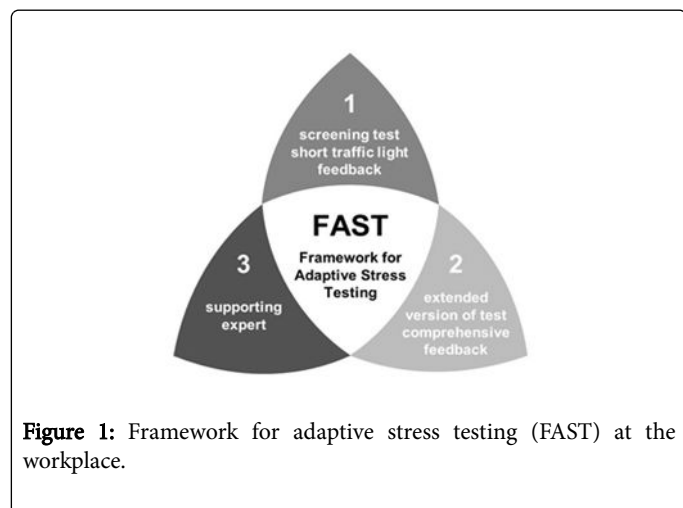 1
screening test
short traffic light
feedback
FAST
Framework for
Adaptive Stress
Testing
3
supporting
expert
2
extended
version of test
comprehensive
feedback
Figure 1: Framework for adaptive stress testing (FAST) at the
workplace.